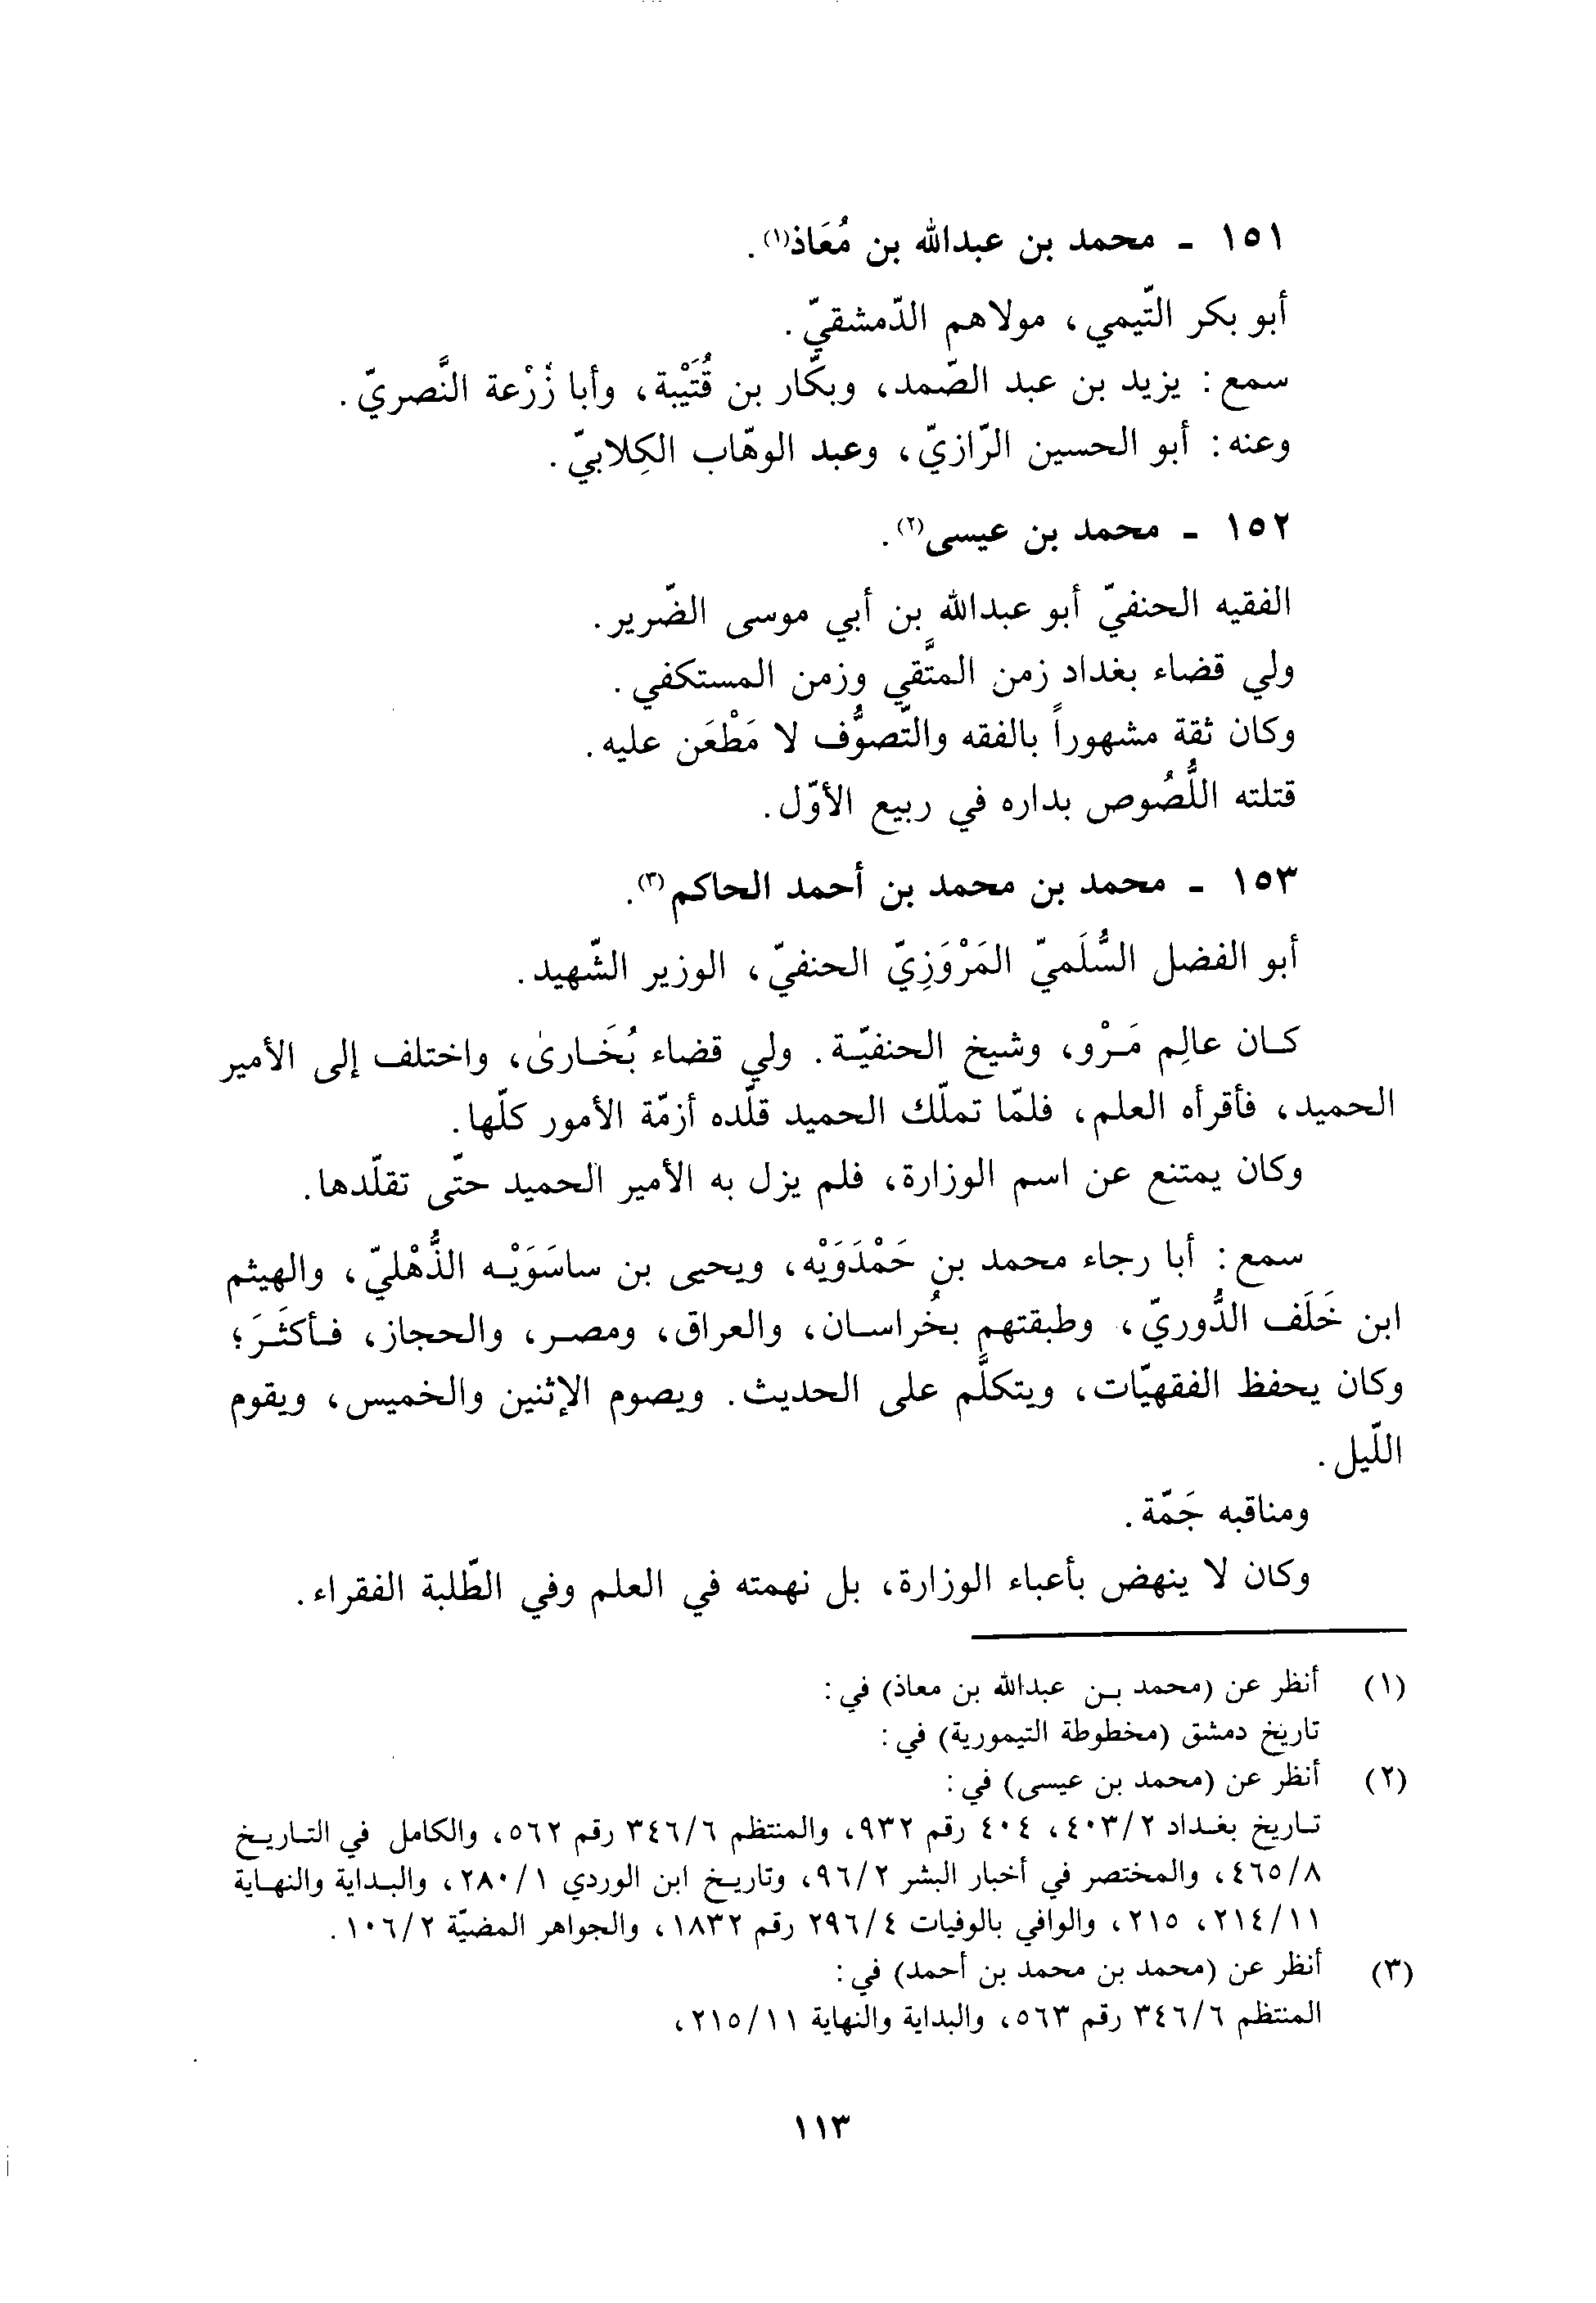 ١٥١ - محمد بن عبدالله بن مُعَاذ(١).
أبو بكر التّيمي، مولاهم الدّمشقيّ.
سمع: يزيد بن عبد الصّمد، وبكّار بن قُتَيْبة، وأبا زُرْعة النَّصريّ.
وعنه: أبو الحسين الرّازيّ، وعبد الوهّاب الكِلابيّ.
١٥٢ - محمد بن عيسى(٢).
الفقيه الحنفيّ أبو عبدالله بن أبي موسى الضّرير.
ولي قضاء بغداد زمن المتَّقي وزمن المستكفي.
وكان ثقة مشهوراً بالفقه والتّصوُّف لا مَطْعَن عليه.
قتلته اللُّصُوص بداره في ربيع الأوّل.
١٥٣ - محمد بن محمد بن أحمد الحاكم(٣).
أبو الفضل السُّلَميّ المَرْوَزِيّ الحنفيّ، الوزير الشّهيد.
كان عالِم مَرْو، وشيخ الحنفيّة. ولي قضاء بُخَارىٰ، واختلف إلى الأمير
الحميد، فأقرأه العلم، فلمّا تملّك الحميد قلّده أزمّة الأمور كلّها.
وكان يمتنع عن اسم الوزارة، فلم يزل به الأمير الحميد حتّى تقلّدها.
سمع: أبا رجاء محمد بن حَمْدَوَيْه، ويحيى بن ساسَوَيْه الذُّهْليّ، والهيثم
ابن خَلَف الدُّوريّ، وطبقتهم بخُراسان، والعراق، ومصر، والحجاز، فأكثَرَ؛
وكان يحفظ الفقهيّات، ويتكلَّم على الحديث. ويصوم الإثنين والخميس، ويقوم
اللّيل.
ومناقبه جَمّة.
وكان لا ينهض بأعباء الوزارة، بل نهمته في العلم وفي الطّلبة الفقراء.
(١) أنظر عن (محمد بن عبدالله بن معاذ) في:
تاريخ دمشق (مخطوطة التيمورية) في:
(٢) أنظر عن (محمد بن عيسى) في:
تاريخ بغداد ٤٠٣/٢، ٤٠٤ رقم ٩٣٢، والمنتظم ٣٤٦/٦ رقم ٥٦٢، والكامل في التاريخ
٤٦٥/٨، والمختصر في أخبار البشر ٩٦/٢، وتاريخ ابن الوردي ٢٨٠/١، والبداية والنهاية
٢١٤/١١، ٢١٥، والوافي بالوفيات ٢٩٦/٤ رقم ١٨٣٢، والجواهر المضيّة ١٠٦/٢.
(٣) أنظر عن (محمد بن محمد بن أحمد) في:
المنتظم ٣٤٦/٦ رقم ٥٦٣، والبداية والنهاية ٢١٥/١١،
١١٣